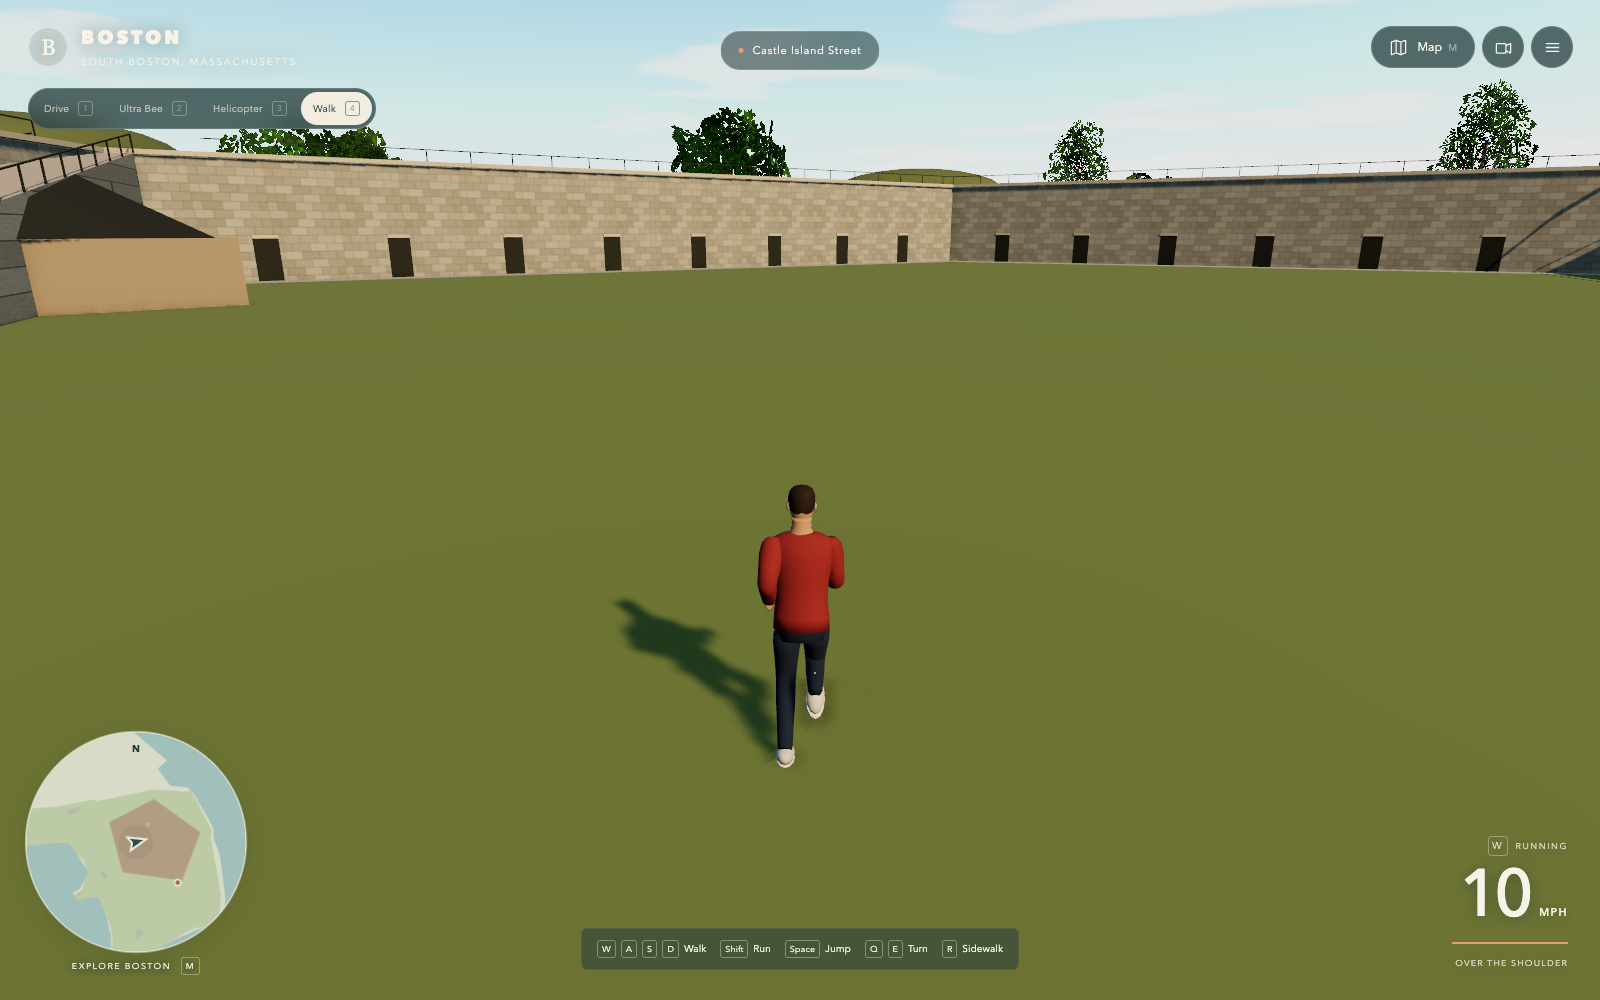 B
BOSTON
SOUTH BOSTON, MASSACHUSETTS
Castle Island Street
Map M
Drive 1 Ultra Bee 2 Helicopter 3 Walk 4
N
EXPLORE BOSTON M
W RUNNING
10 MPH
OVER THE SHOULDER
W A S D Walk Shift Run Space Jump Q E Turn R Sidewalk